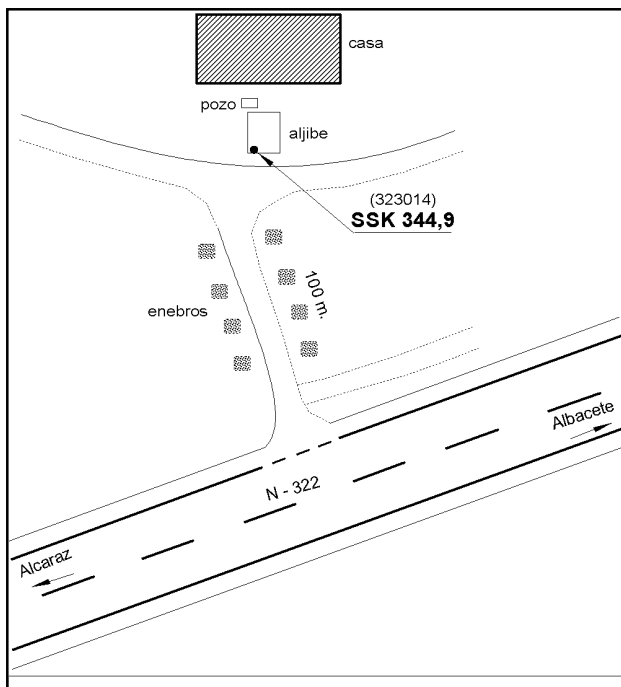 casa
pozo
aljibe
(323014)
SSK 344,9
enebros
100 m.
Albacete
N - 322
Alcaraz